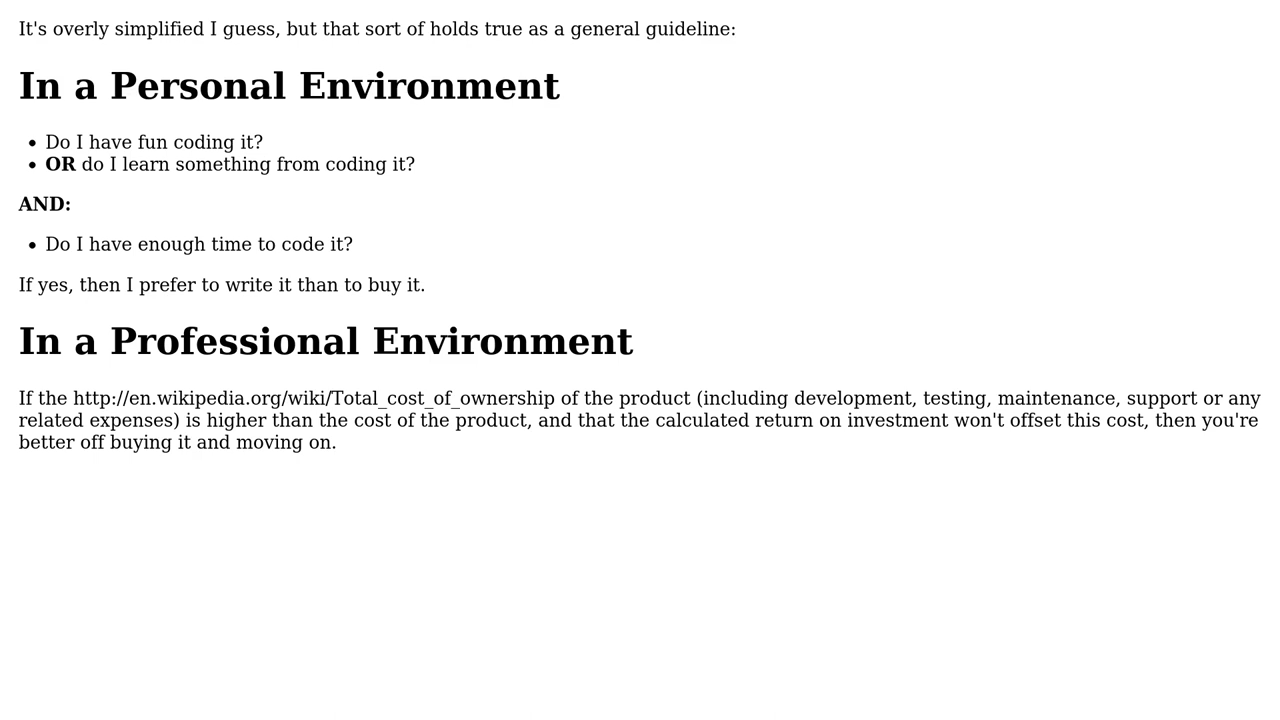 It's overly simplified I guess, but that sort of holds true as a general guideline:
In a Personal Environment
• Do I have fun coding it?
• OR do I learn something from coding it?
AND:
• Do I have enough time to code it?
If yes, then I prefer to write it than to buy it.
In a Professional Environment
If the http://en.wikipedia.org/wiki/Total_cost_of_ownership of the product (including development, testing, maintenance, support or any
related expenses) is higher than the cost of the product, and that the calculated return on investment won't offset this cost, then you're
better off buying it and moving on.